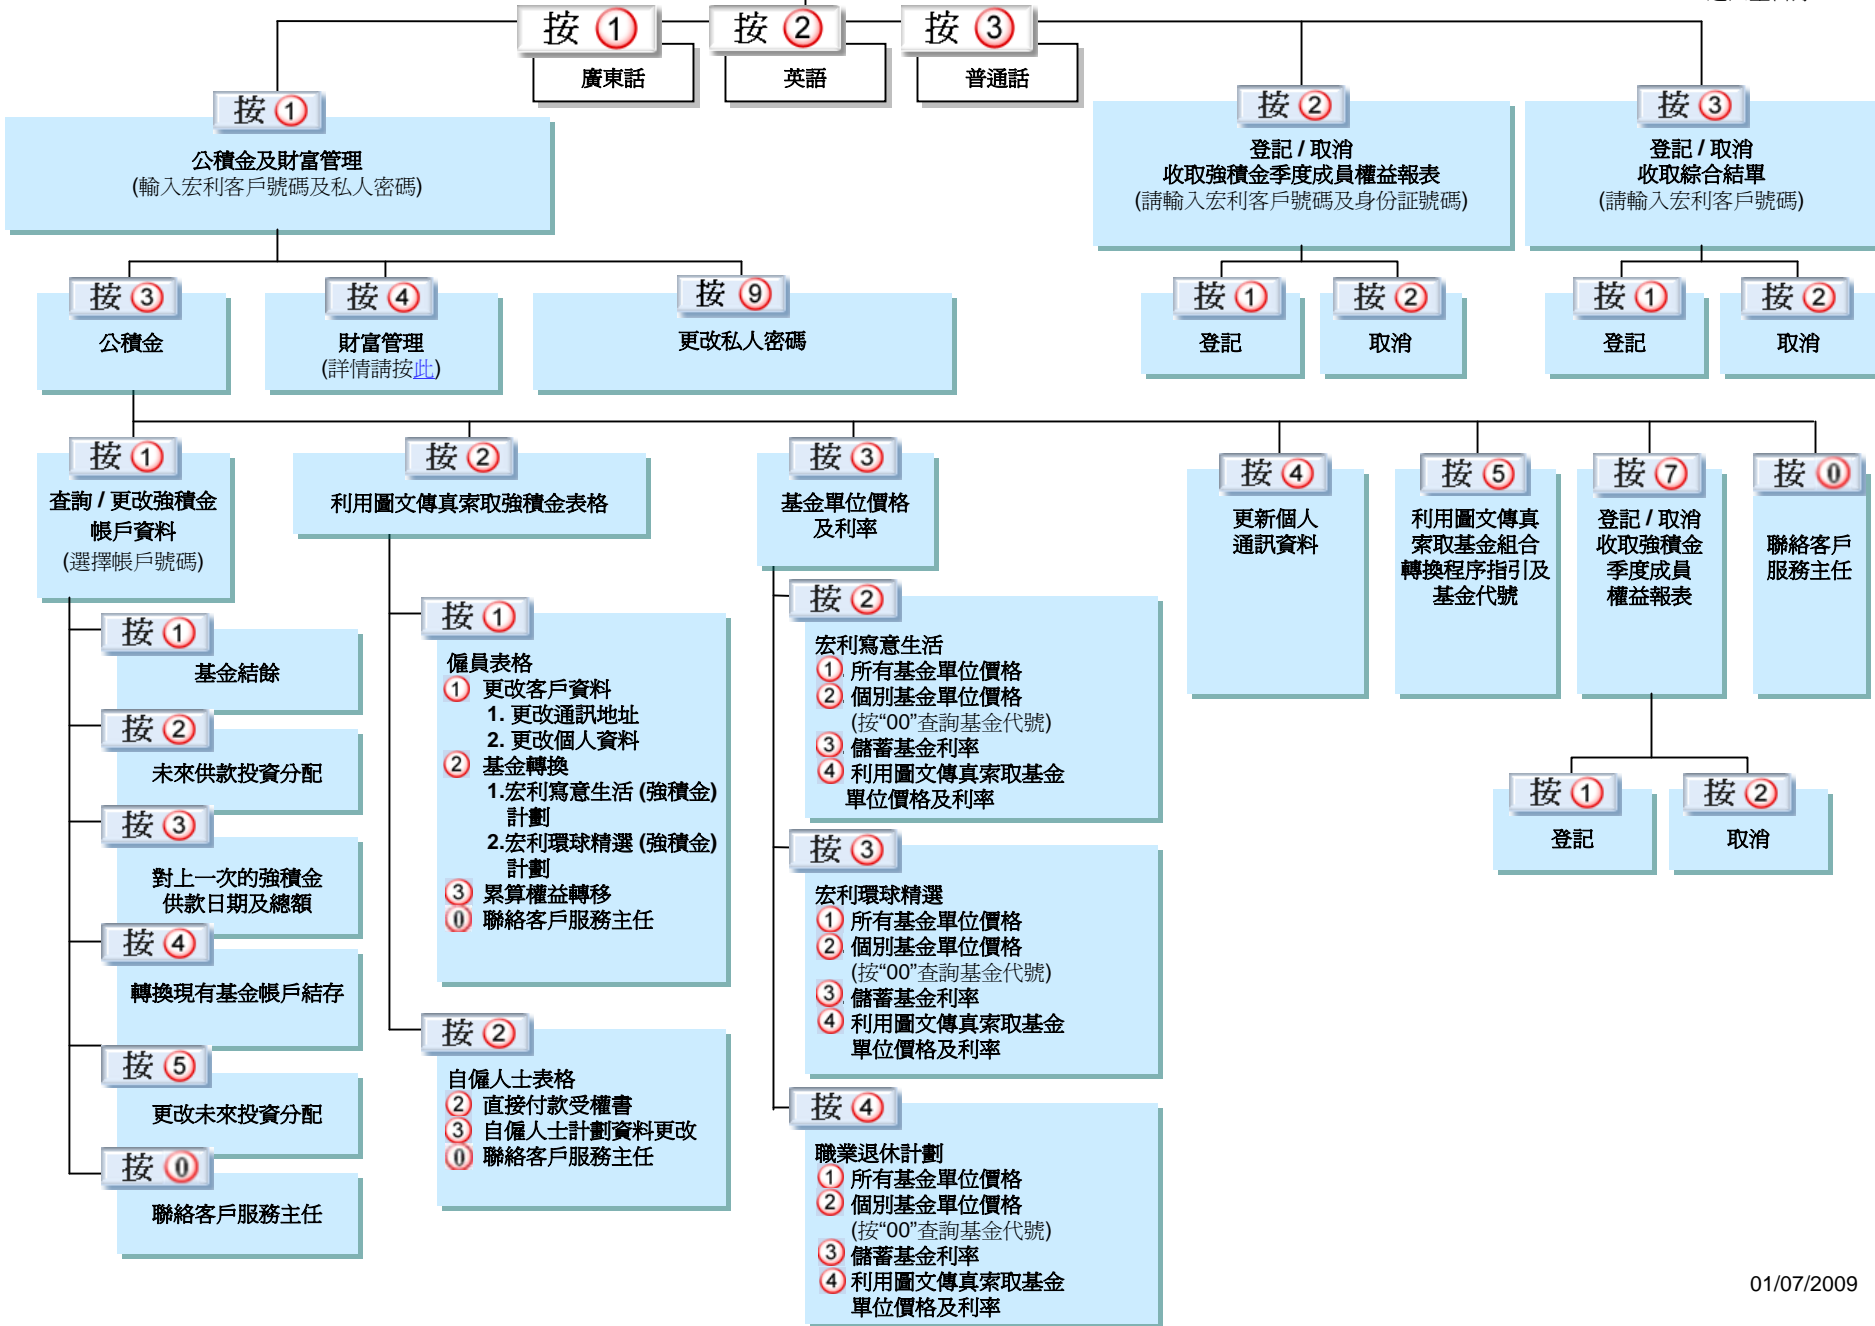 按 1
按 2
按 3
廣東話
英語
普通話
按 1
公積金及財富管理
(輸入宏利客戶號碼及私人密碼)
按 2
登記 / 取消
收取強積金季度成員權益報表
(請輸入宏利客戶號碼及身份証號碼)
按 3
登記 / 取消
收取綜合結單
(請輸入宏利客戶號碼)
按 3
公積金
按 4
財富管理
(詳情請按此)
按 9
更改私人密碼
按 1
登記
按 2
取消
按 1
登記
按 2
取消
按 1
查詢 / 更改強積金
帳戶資料
(選擇帳戶號碼)
按 1
基金結餘
按 2
未來供款投資分配
按 3
對上一次的強積金
供款日期及總額
按 4
轉換現有基金帳戶結存
按 5
更改未來投資分配
按 0
聯絡客戶服務主任
按 2
利用圖文傳真索取強積金表格
按 1
僱員表格
1 更改客戶資料
1. 更改通訊地址
2. 更改個人資料
2 基金轉換
1.宏利寫意生活 (強積金)
計劃
2.宏利環球精選 (強積金)
計劃
3 累算權益轉移
0 聯絡客戶服務主任
按 2
自僱人士表格
2 直接付款受權書
3 自僱人士計劃資料更改
0 聯絡客戶服務主任
按 3
基金單位價格
及利率
按 2
宏利寫意生活
1 所有基金單位價格
2 個別基金單位價格
(按“00”查詢基金代號)
3 儲蓄基金利率
4 利用圖文傳真索取基金
單位價格及利率
按 3
宏利環球精選
1 所有基金單位價格
2 個別基金單位價格
(按“00”查詢基金代號)
3 儲蓄基金利率
4 利用圖文傳真索取基金
單位價格及利率
按 4
職業退休計劃
1 所有基金單位價格
2 個別基金單位價格
(按“00”查詢基金代號)
3 儲蓄基金利率
4 利用圖文傳真索取基金
單位價格及利率
按 4
更新個人
通訊資料
按 5
利用圖文傳真
索取基金組合
轉換程序指引及
基金代號
按 7
登記 / 取消
收取強積金
季度成員
權益報表
按 1
登記
按 2
取消
按 0
聯絡客戶
服務主任
01/07/2009